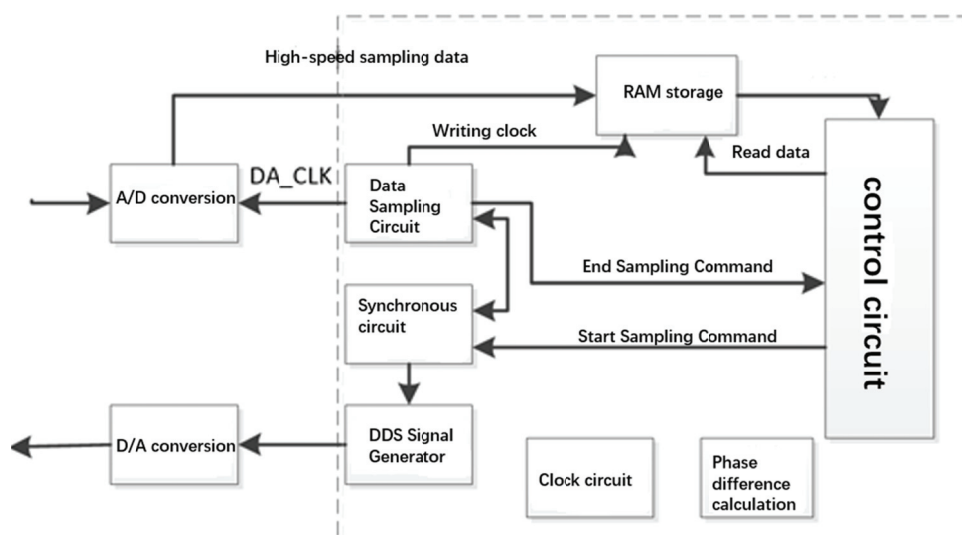 High-speed sampling data
RAM storage
Writing clock
Read data
A/D conversion
DA_CLK
Data
Sampling
Circuit
control circuit
End Sampling Command
Synchronous
circuit
Start Sampling Command
D/A conversion
DDS Signal
Generator
Clock circuit
Phase
difference
calculation